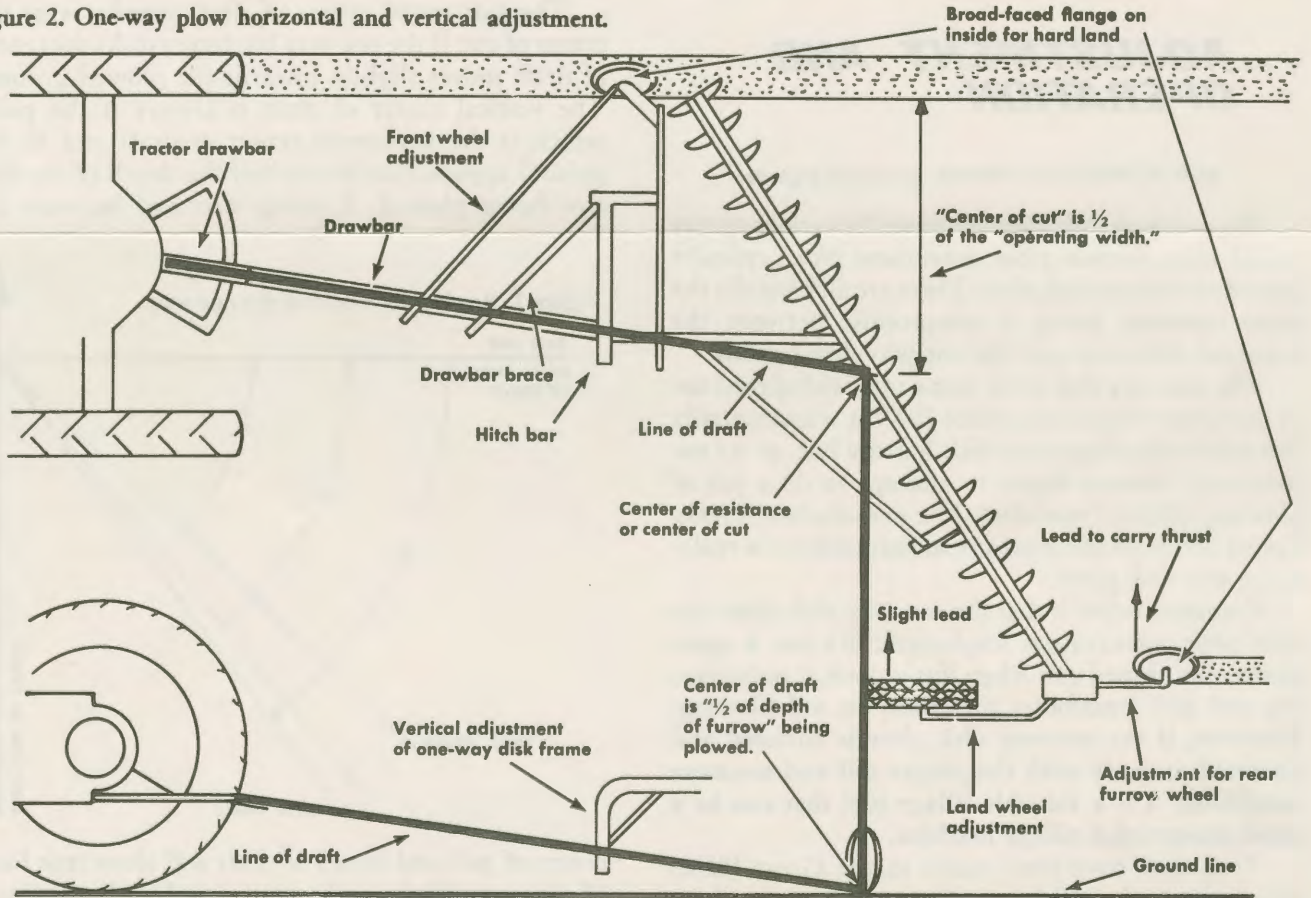 gure 2. One-way plow horizontal and vertical adjustment.
Broad-faced flange on
inside for hard land
Tractor drawbar
Front wheel
adjustment
Drawbar
"Center of cut" is ½
of the "operating width."
Drawbar brace
Hitch bar
Line of draft
Center of resistance
or center of cut
Lead to carry thrust
Slight lead
Center of draft
is "½ of depth
of furrow" being
plowed.
Vertical adjustment
of one-way disk frame
Adjustment for rear
furrow wheel
Land wheel
adjustment
Line of draft
Ground line